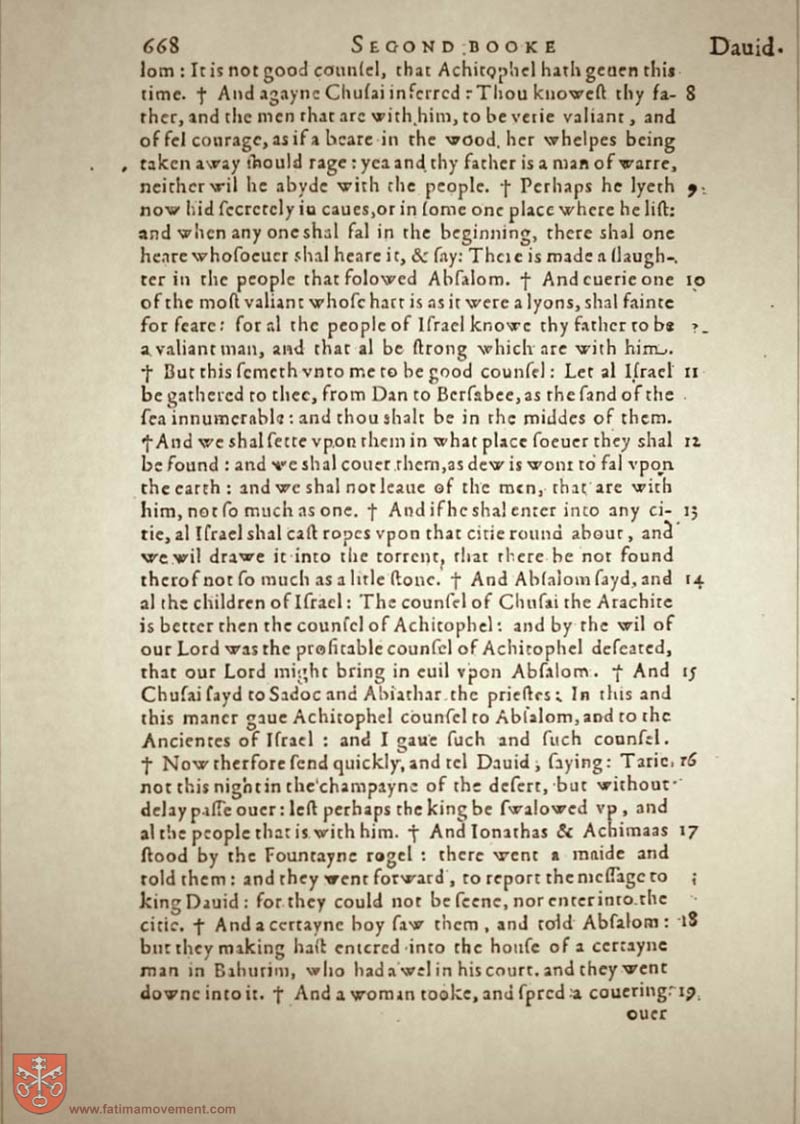 668 SECOND BOOKE Dauid.
lom : It is not good counſel, that Achitophel hath geuen this
time. † And agayne Chuſai inferred : Thou knoweſt thy fa- 8
ther, and the men that are with him, to be verie valiant, and
of fel courage, as if a beare in the wood, her whelpes being
taken away ſhould rage : yea and thy father is a man of warre,
neither wil he abyde with the people. † Perhaps he lyeth 9
now hid ſecretely in caues, or in ſome one place where he liſt:
and when any one shal fal in the beginning, there shal one
heare whoſoeuer shal heare it, & ſay: There is made a ſlaugh-
ter in the people that folowed Abſalom. † And euerie one 10
of the moſt valiant whoſe hart is as it were a lyons, shal fainte
for feare: for al the people of Iſrael knowe thy father to be
a valiant man, and that al be ſtrong which are with him.
† But this ſemeth vnto me to be good counſel : Let al Iſrael 11
be gathered to thee, from Dan to Berſabee, as the ſand of the
ſea innumerable : and thou shalt be in the middes of them.
† And we shal ſette vpon them in what place ſoeuer they shal 12
be found : and we shal couer them, as dew is wont to fal vpon
the earth : and we shal not leaue of the men, that are with
him, not ſo much as one. † And if he shal enter into any ci- 13
tie, al Iſrael shal caſt ropes vpon that citie round about, and
we wil drawe it into the torrent, that there be not found
therof not ſo much as a litle ſtone. † And Abſalom ſayd, and 14
al the children of Iſrael : The counſel of Chuſai the Arachite
is better then the counſel of Achitophel : and by the wil of
our Lord was the profitable counſel of Achitophel defeated,
that our Lord might bring in euil vpon Abſalom. † And 15
Chuſai ſayd to Sadoc and Abiathar the prieſtes : In this and
this maner gaue Achitophel counſel to Abſalom, and to the
Ancientes of Iſrael : and I gaue ſuch and ſuch counſel.
† Now therfore ſend quickly, and tel Dauid, ſaying: Tarie 16
not this night in the champayne of the deſert, but without
delay paſſe ouer : leſt perhaps the king be ſwalowed vp, and
al the people that is with him. † And Ionathas & Achimaas 17
ſtood by the Fountayne rogel : there went a maide and
told them : and they went forward, to report the meſſage to
king Dauid : for they could not be ſeene, nor enter into the
citie. † And a certayne boy ſaw them, and told Abſalom : 18
but they making haſt entered into the houſe of a certayne
man in Bahurim, who had a wel in his court, and they went
downe into it. † And a woman tooke, and ſpred a couering 19
ouer
www.fatimamovement.com